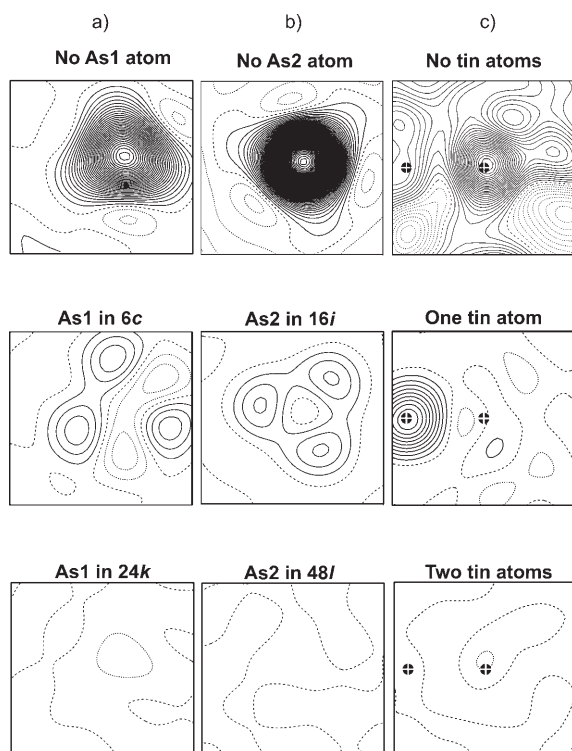 a) b) c)
No As1 atom No As2 atom No tin atoms
As1 in 6c As2 in 16i One tin atom
As1 in 24k As2 in 48l Two tin atoms